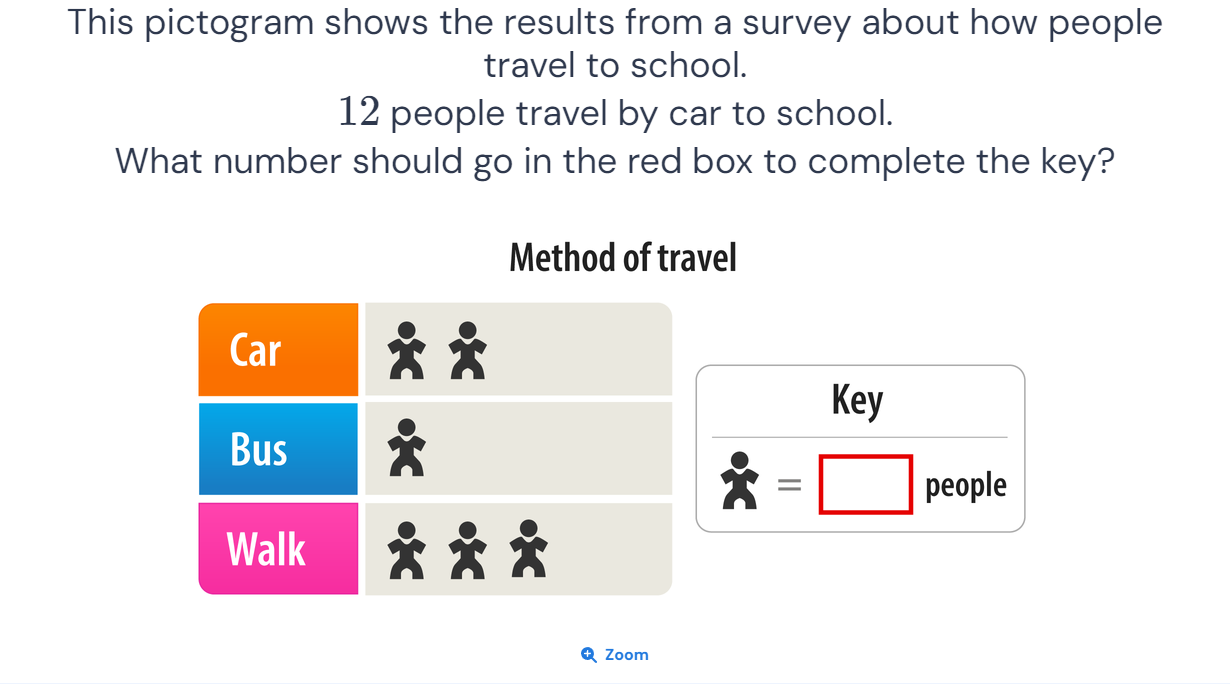 This pictogram shows the results from a survey about how people
travel to school.
12 people travel by car to school.
What number should go in the red box to complete the key?
Method of travel
Car
Bus
Walk
Key
= people
Zoom